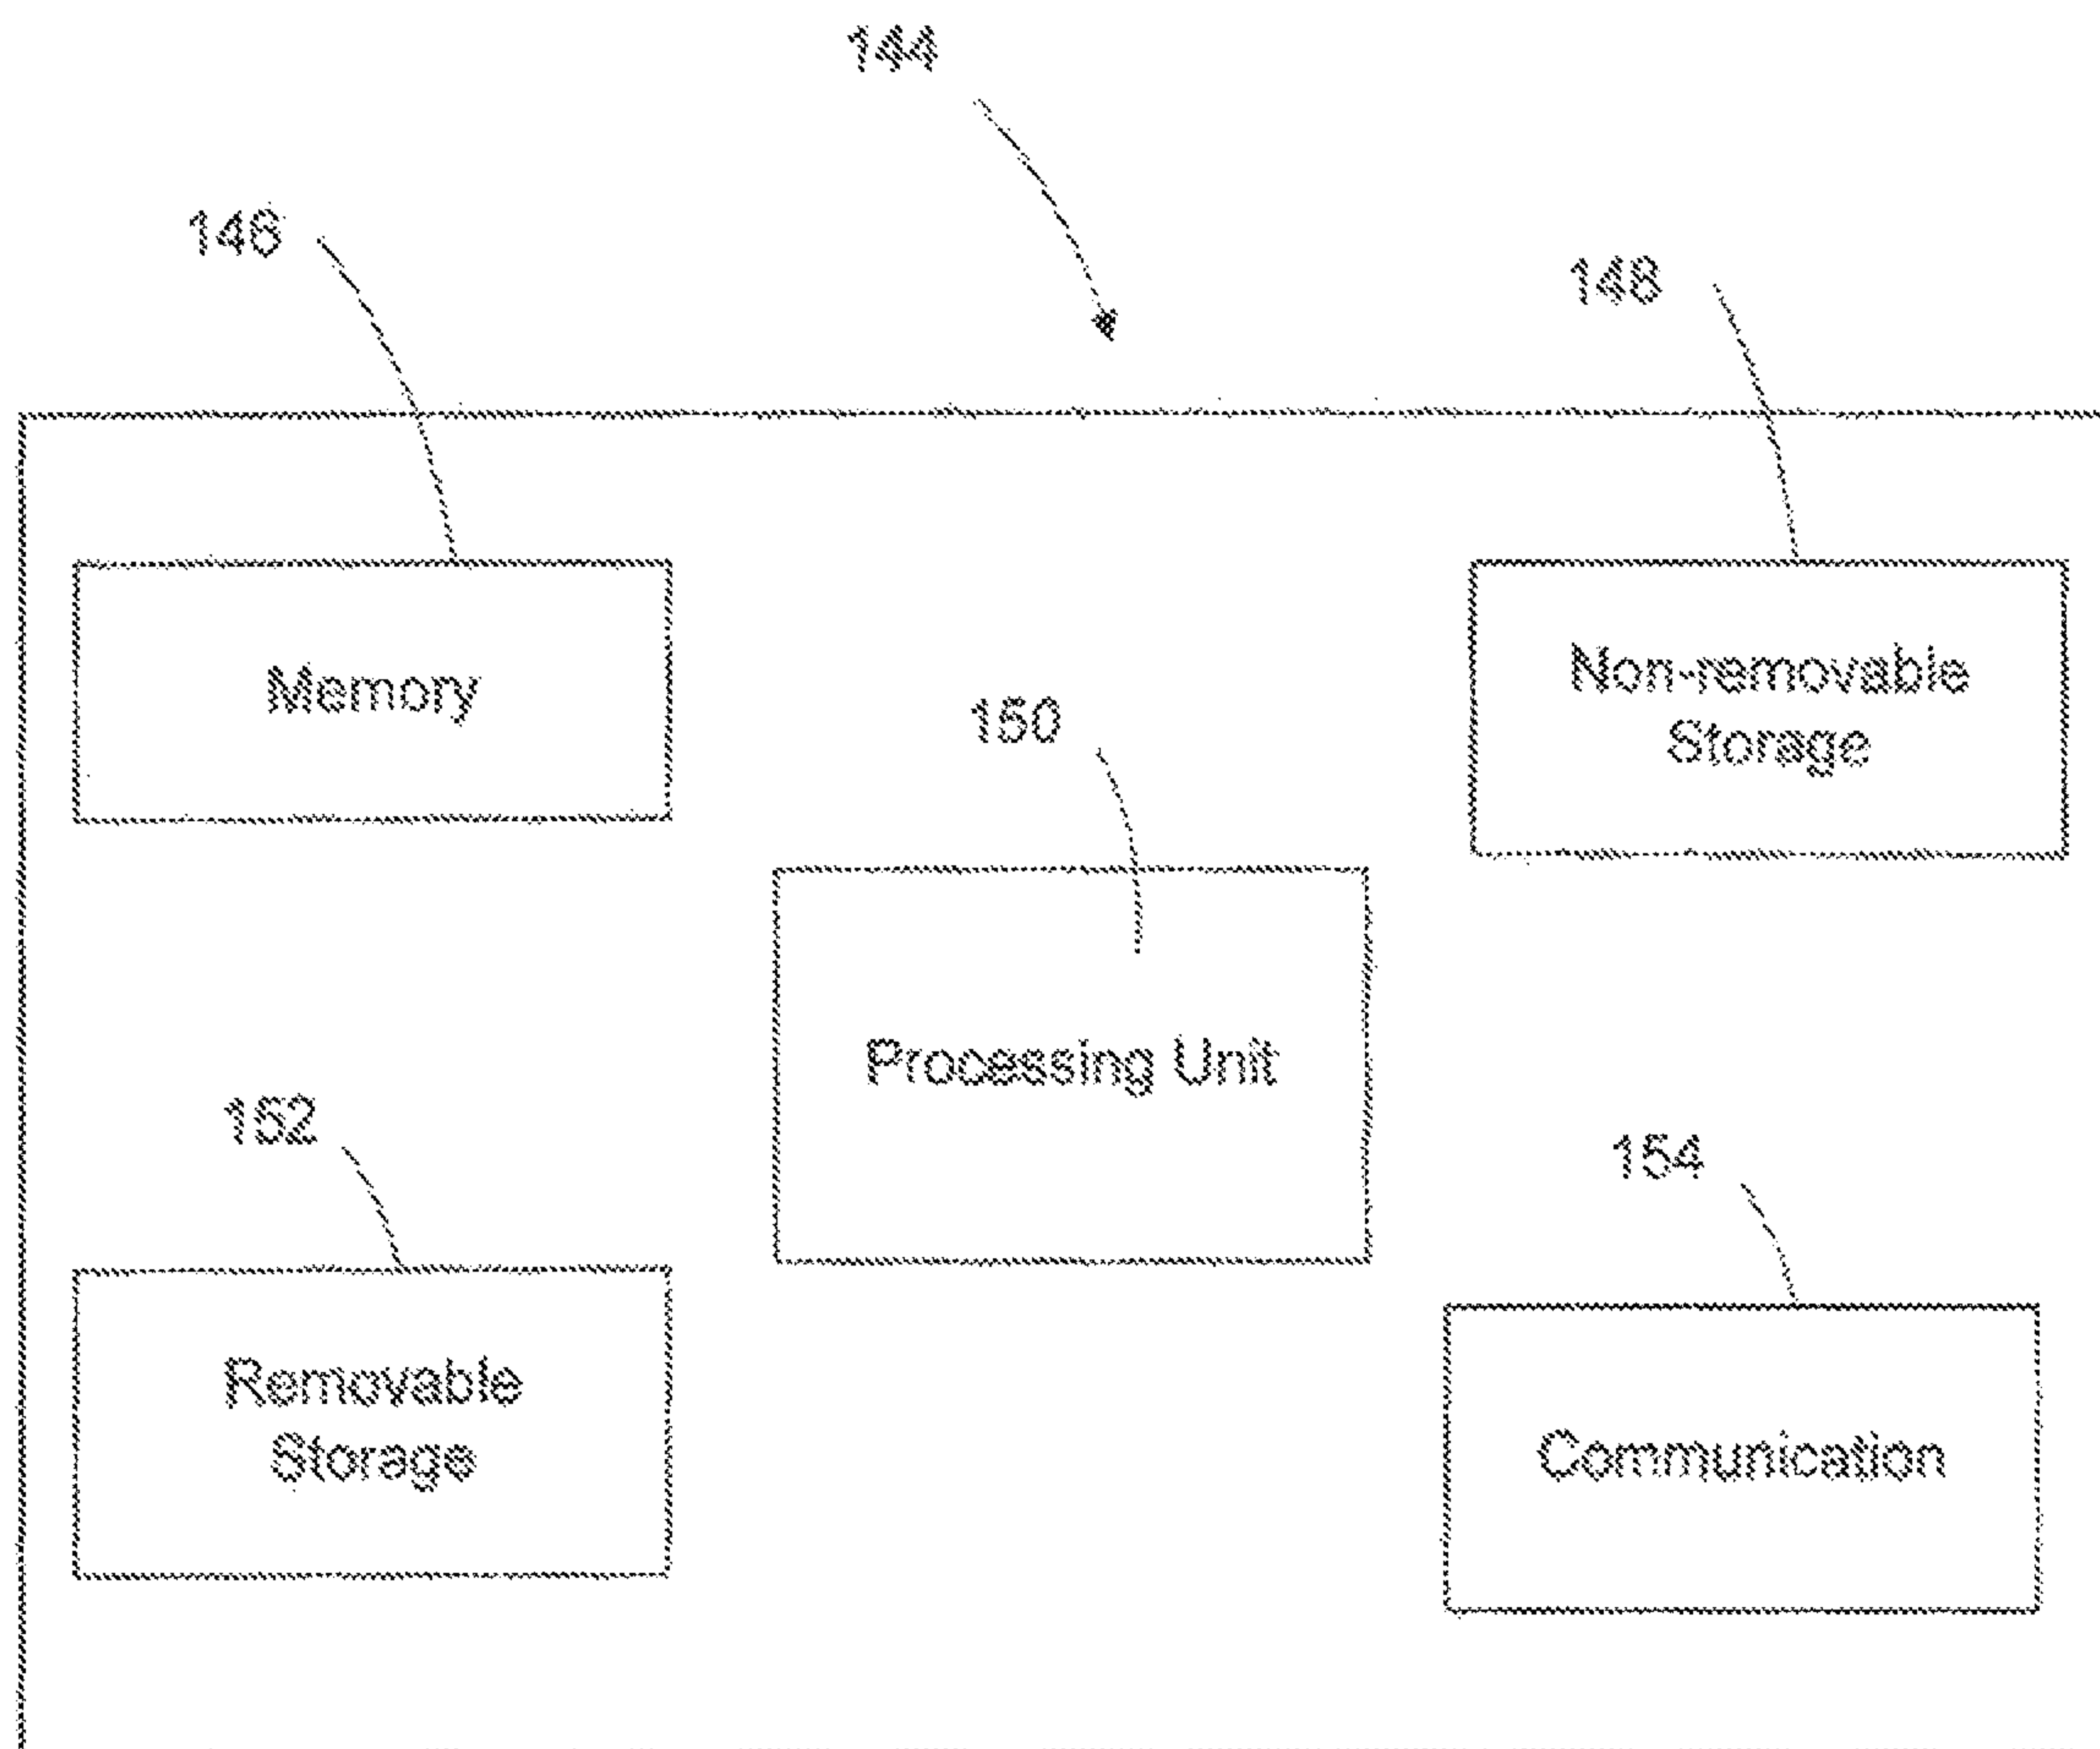 144
146
148
Memory
Non-removable
Storage
150
Processing Unit
152
154
Removable
Storage
Communication